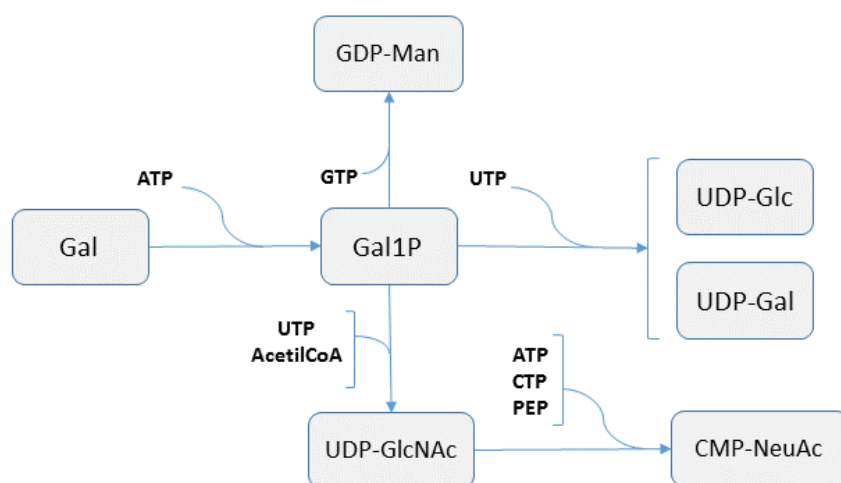 GDP-Man
ATP
GTP
UTP
UDP-Glc
Gal
Gal1P
UDP-Gal
UTP
AcetilCoA
ATP
CTP
PEP
UDP-GlcNAc
CMP-NeuAc